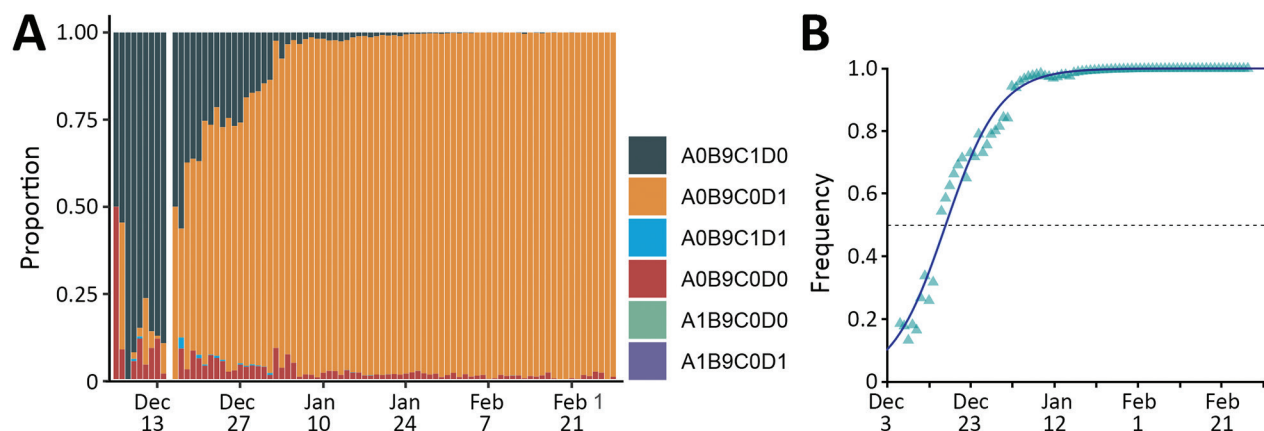 A
B
Proportion
1.00
0.75
0.50
0.25
0
Dec 13
Dec 27
Jan 10
Jan 24
Feb 7
Feb 21
1
A0B9C1D0
A0B9C0D1
A0B9C1D1
A0B9C0D0
A1B9C0D0
A1B9C0D1
Frequency
1.0
0.8
0.6
0.4
0.2
0
Dec 3
Dec 23
Jan 12
Feb 1
Feb 21